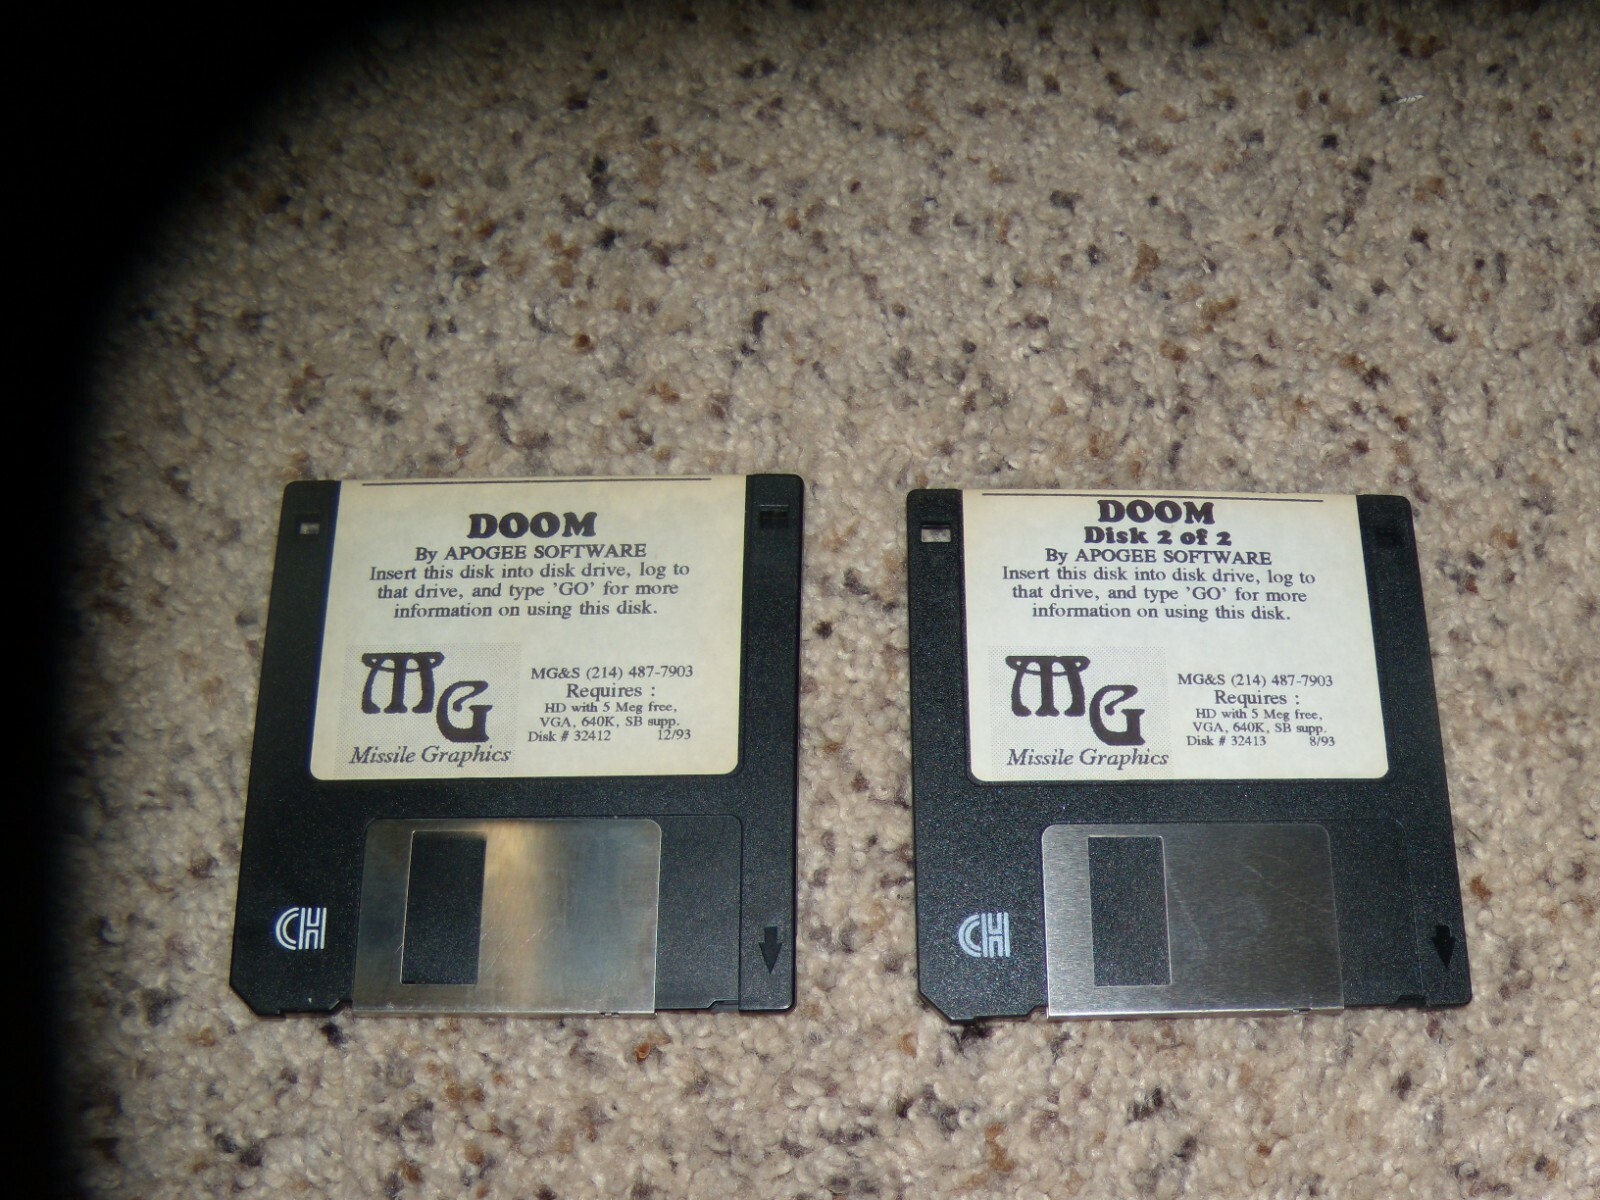 DOOM
By APOGEE SOFTWARE
Insert this disk into disk drive, log to
that drive, and type 'GO' for more
information on using this disk.
MG
Missile Graphics
MG&S (214) 487-7903
Requires :
HD with 5 Meg free,
VGA, 640K, SB supp.
Disk # 32412 12/93
CH
DOOM
Disk 2 of 2
By APOGEE SOFTWARE
Insert this disk into disk drive, log to
that drive, and type 'GO' for more
information on using this disk.
MG
Missile Graphics
MG&S (214) 487-7903
Requires :
HD with 5 Meg free,
VGA, 640K, SB supp.
Disk # 32413 8/93
CH